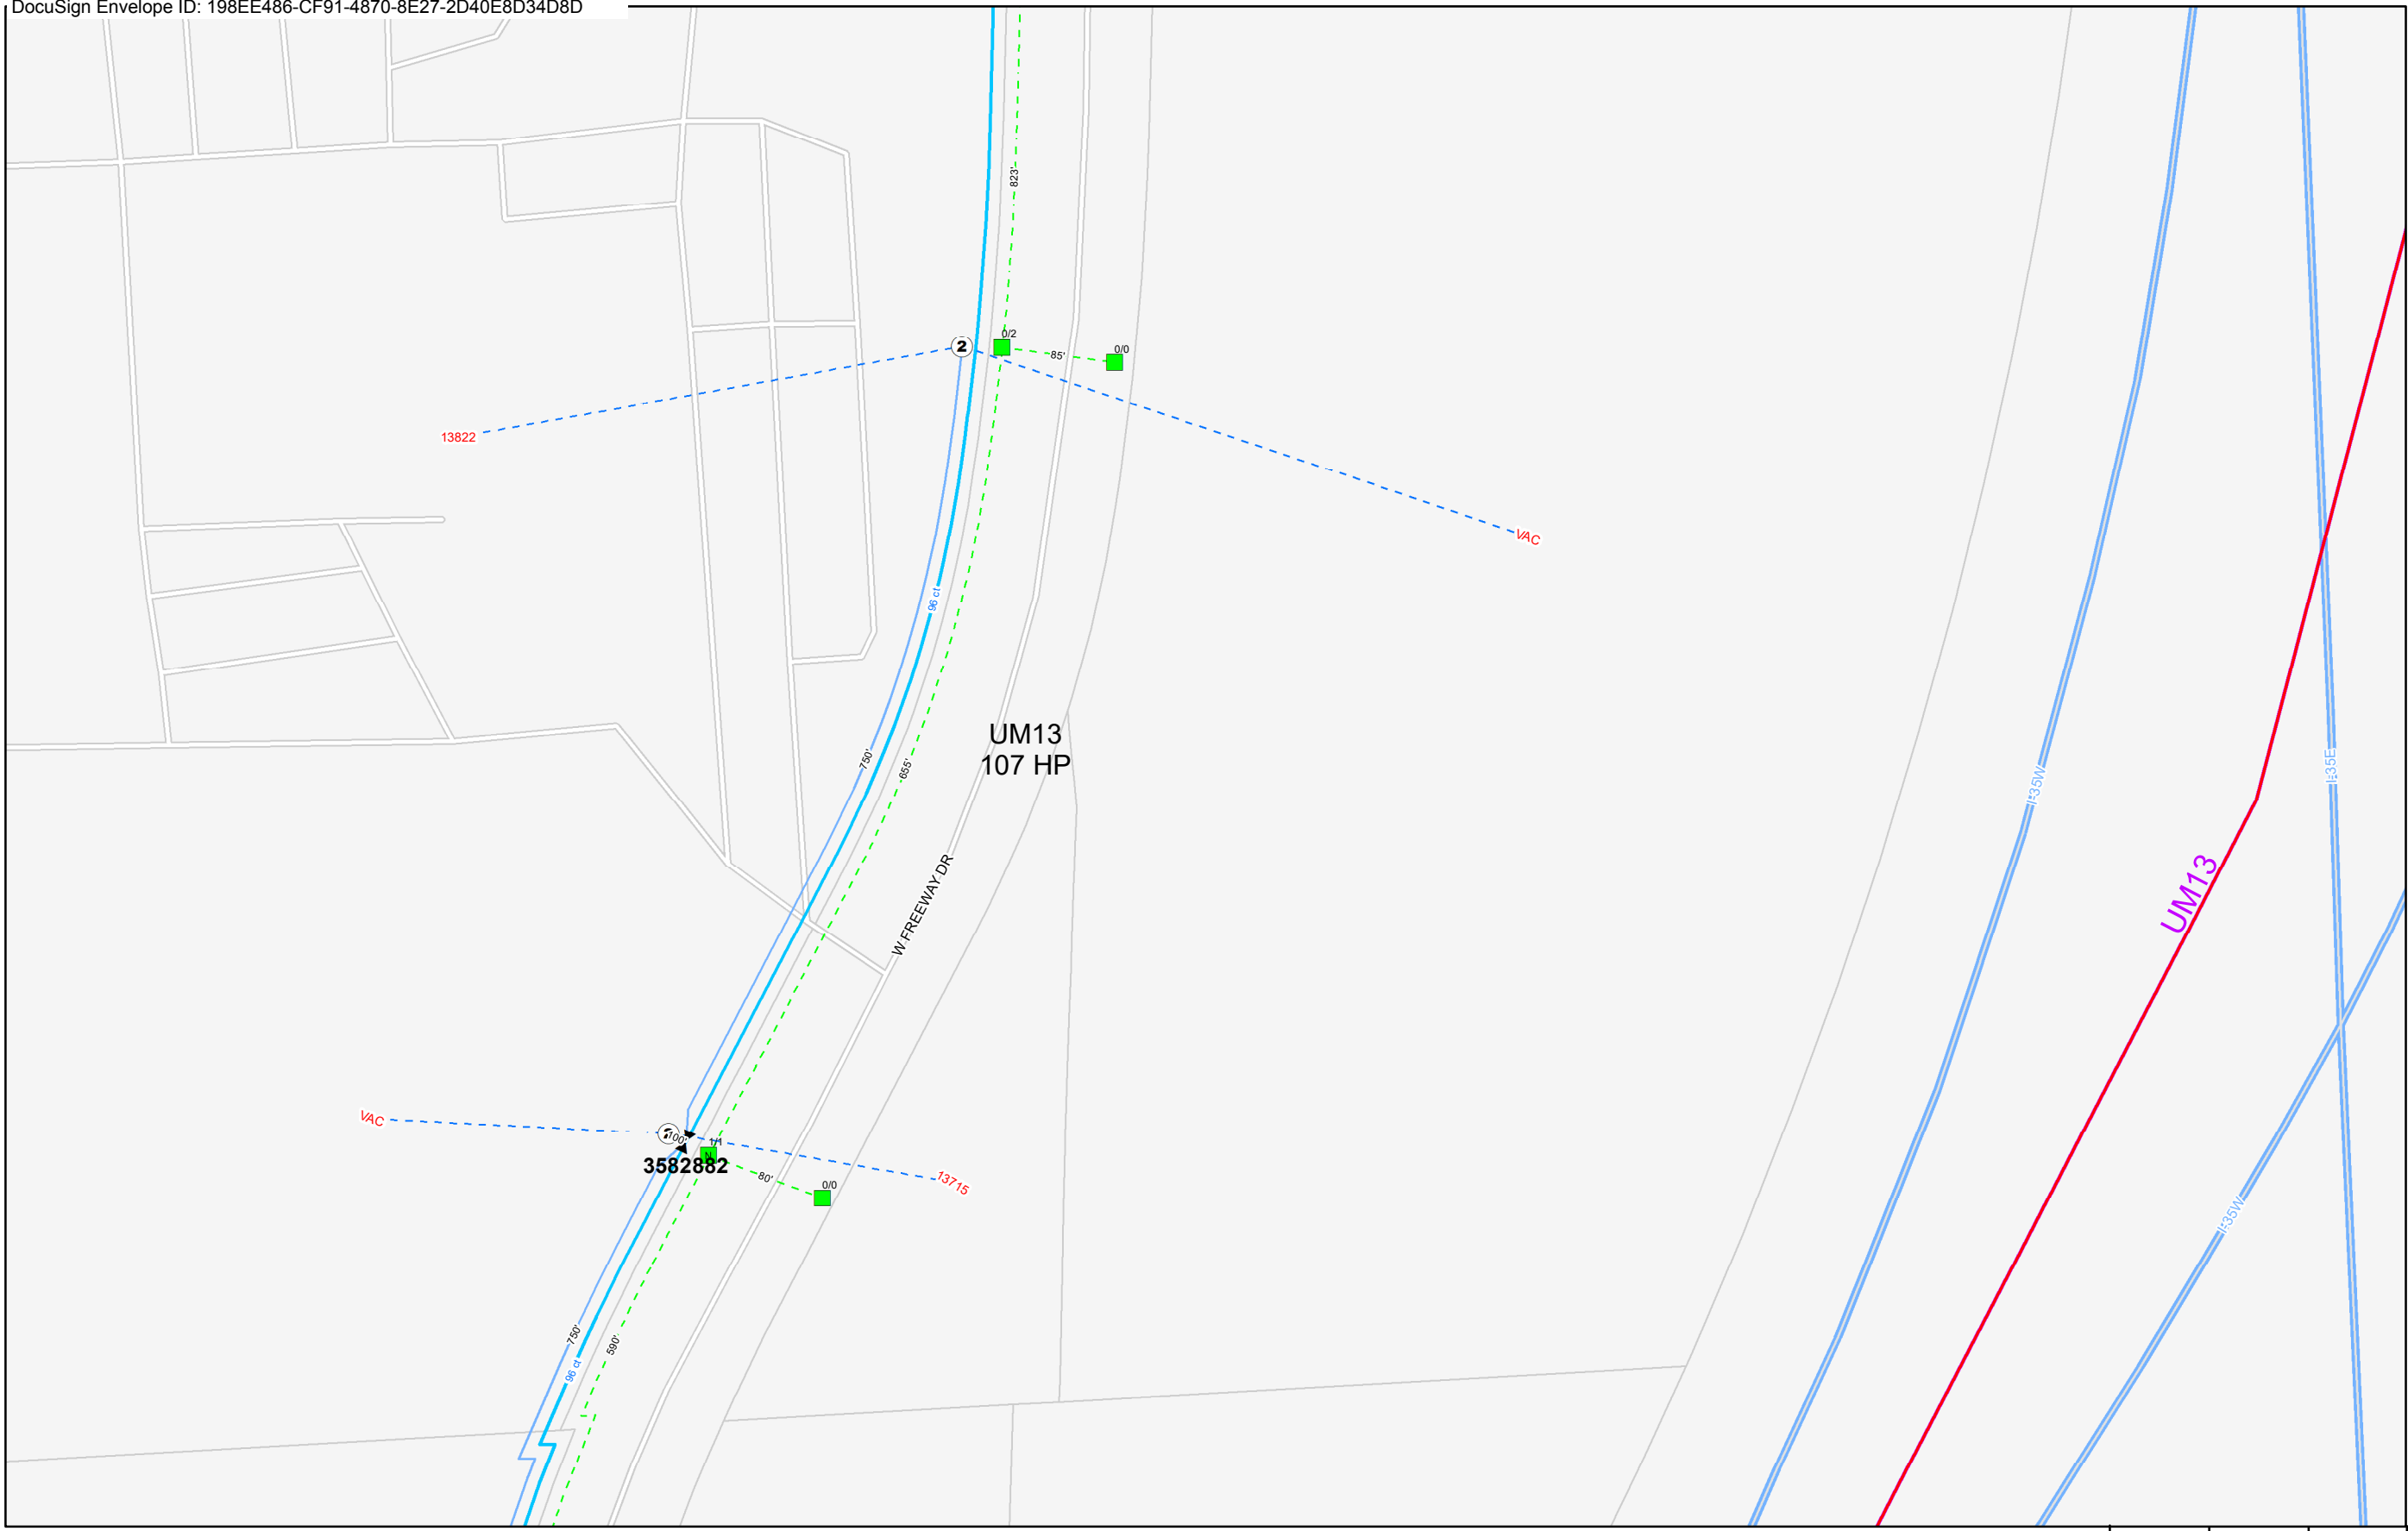 DocuSign Envelope ID: 198EE486-CF91-4870-8E27-2D40E8D34D8D
823'
2
0/2
85'
0/0
13822
VAC
96 ct
750'
655'
UM13
107 HP
I-35W
I-35E
W FREEWAY DR
UM13
VAC
100'
1/1
N
3582882
80'
0/0
13715
I-35W
750'
590'
96 ct